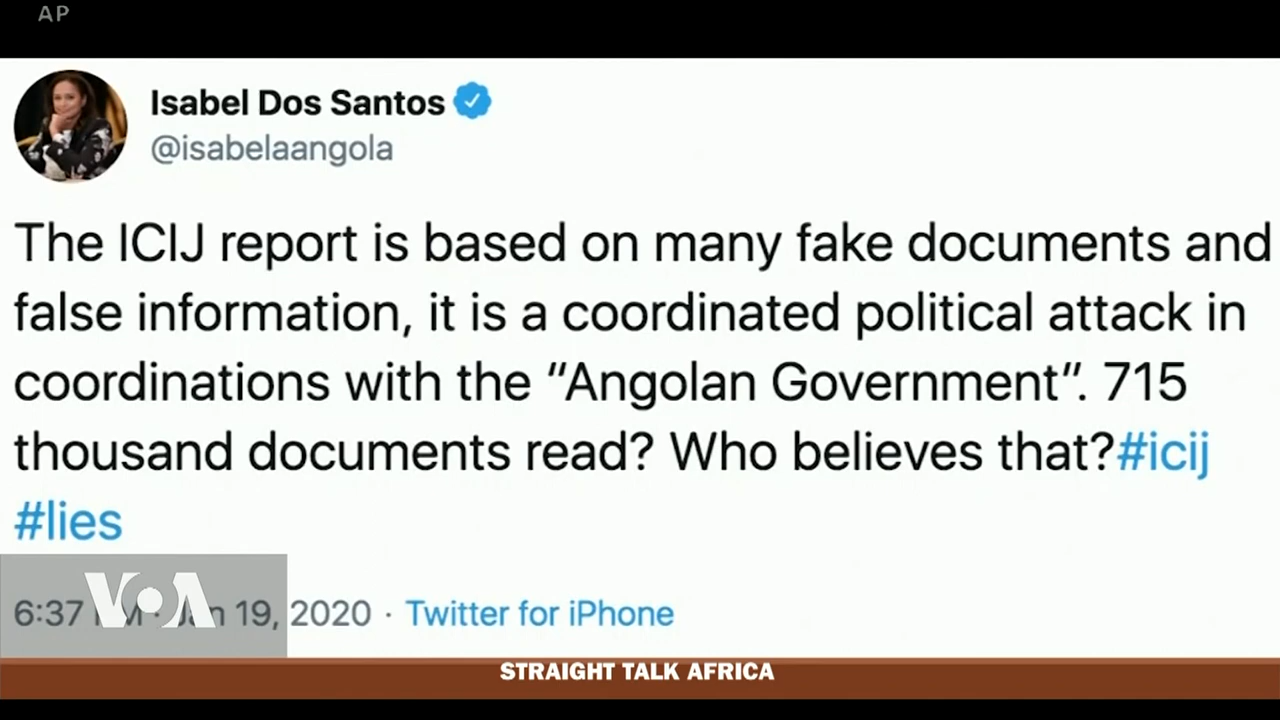 AP
Isabel Dos Santos
@isabelaangola
The ICIJ report is based on many fake documents and
false information, it is a coordinated political attack in
coordinations with the “Angolan Government”. 715
thousand documents read? Who believes that?#icij
#lies
VOA
6:37 PM · Jan 19, 2020 · Twitter for iPhone
STRAIGHT TALK AFRICA